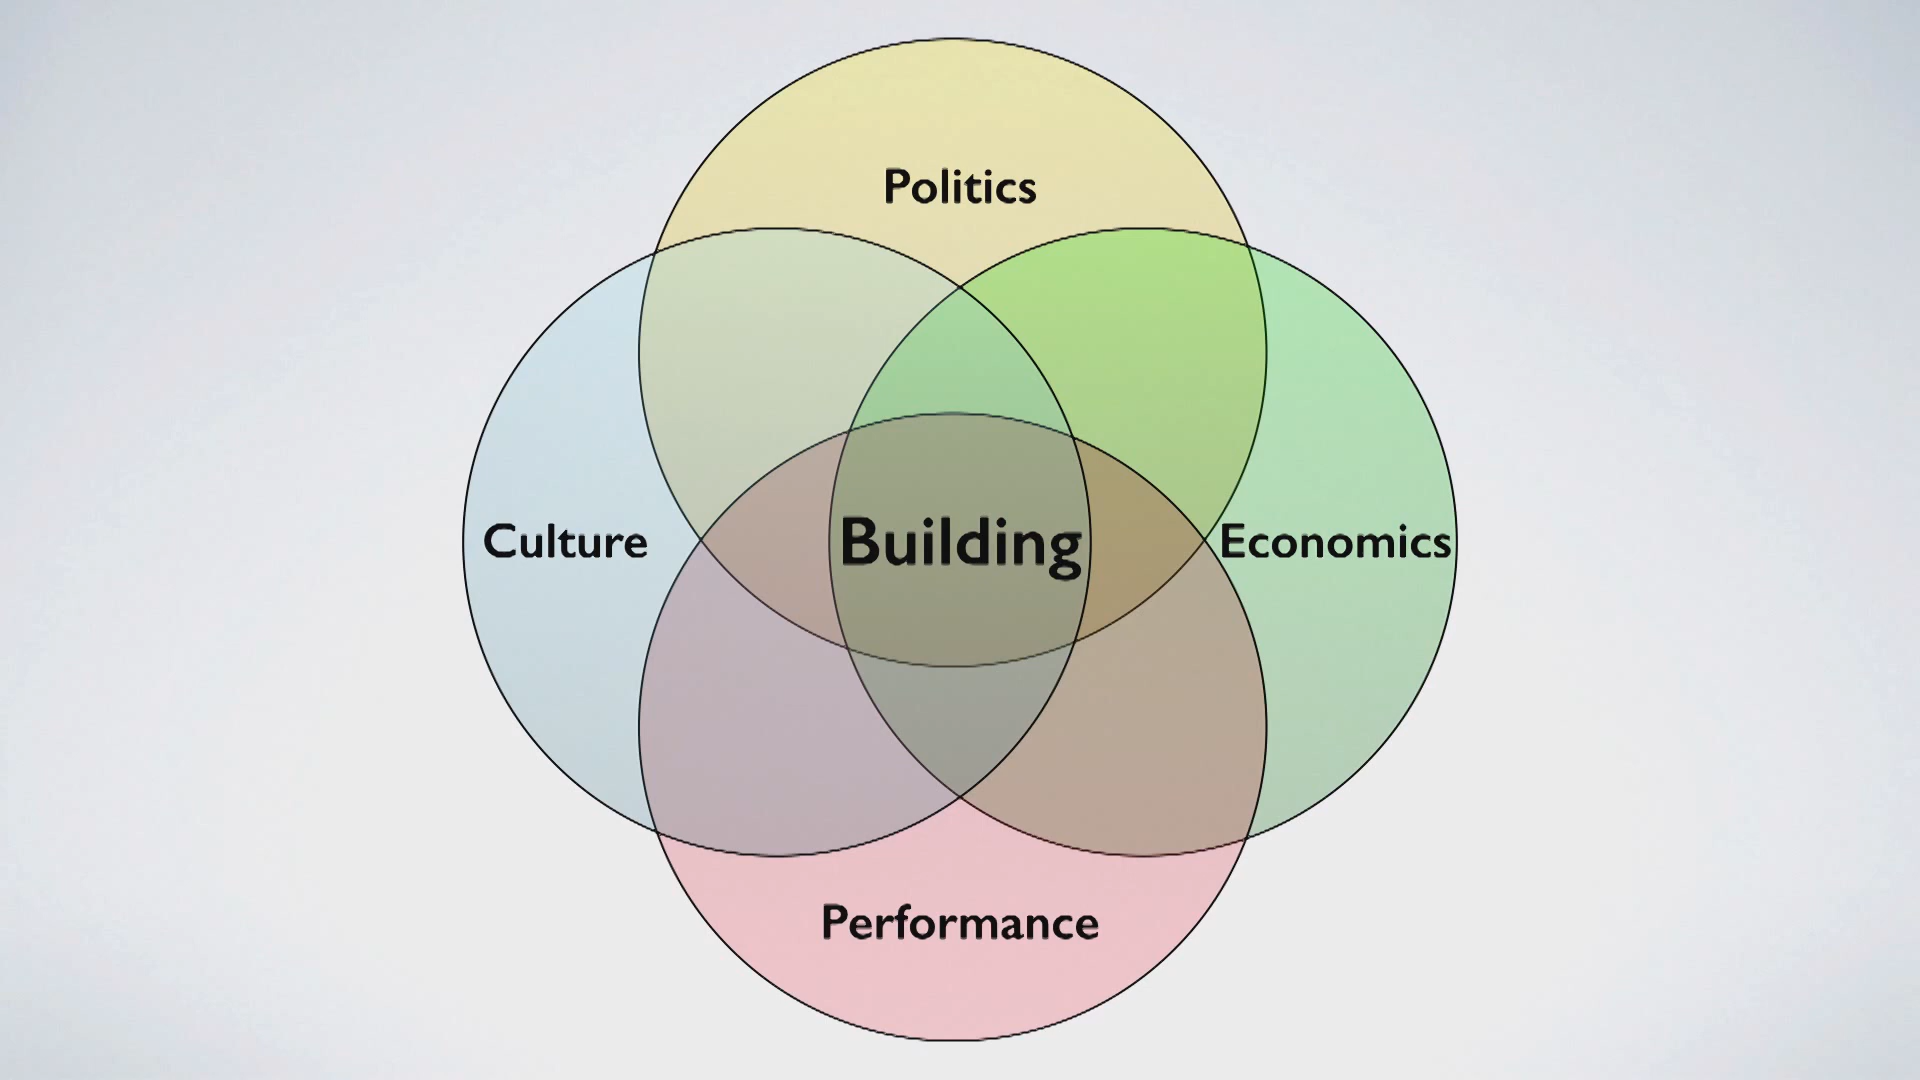 Politics
Culture
Building
Economics
Performance